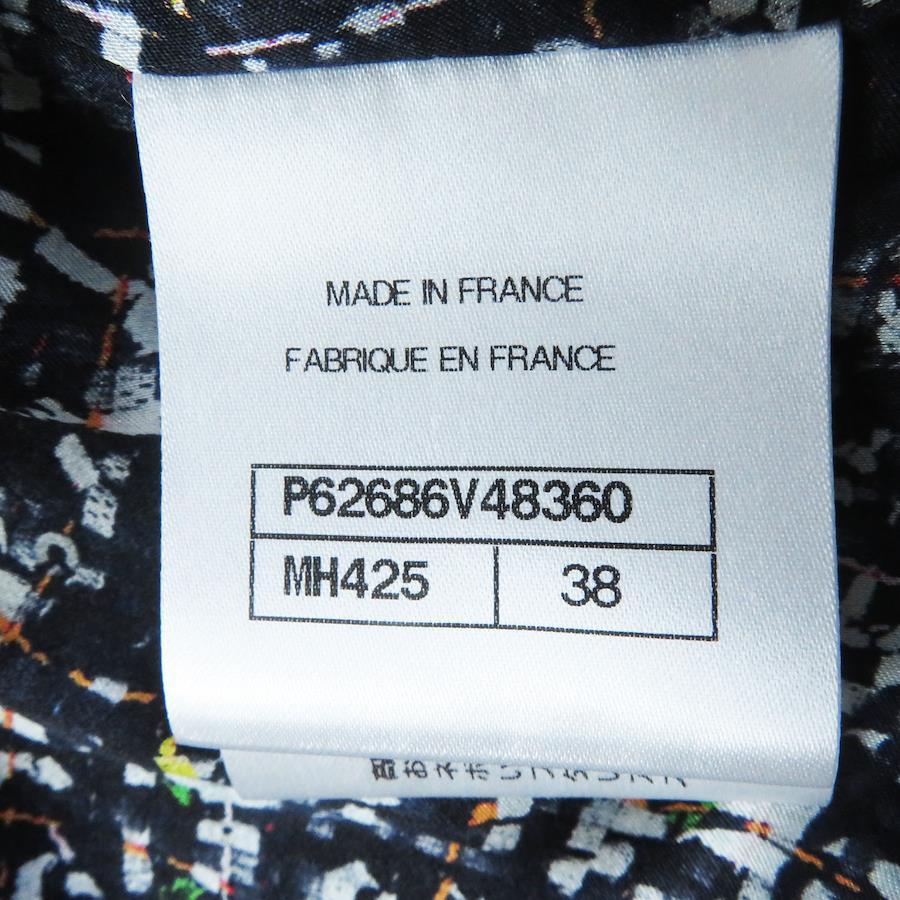 MADE IN FRANCE
FABRIQUE EN FRANCE
P62686V48360
MH425 38